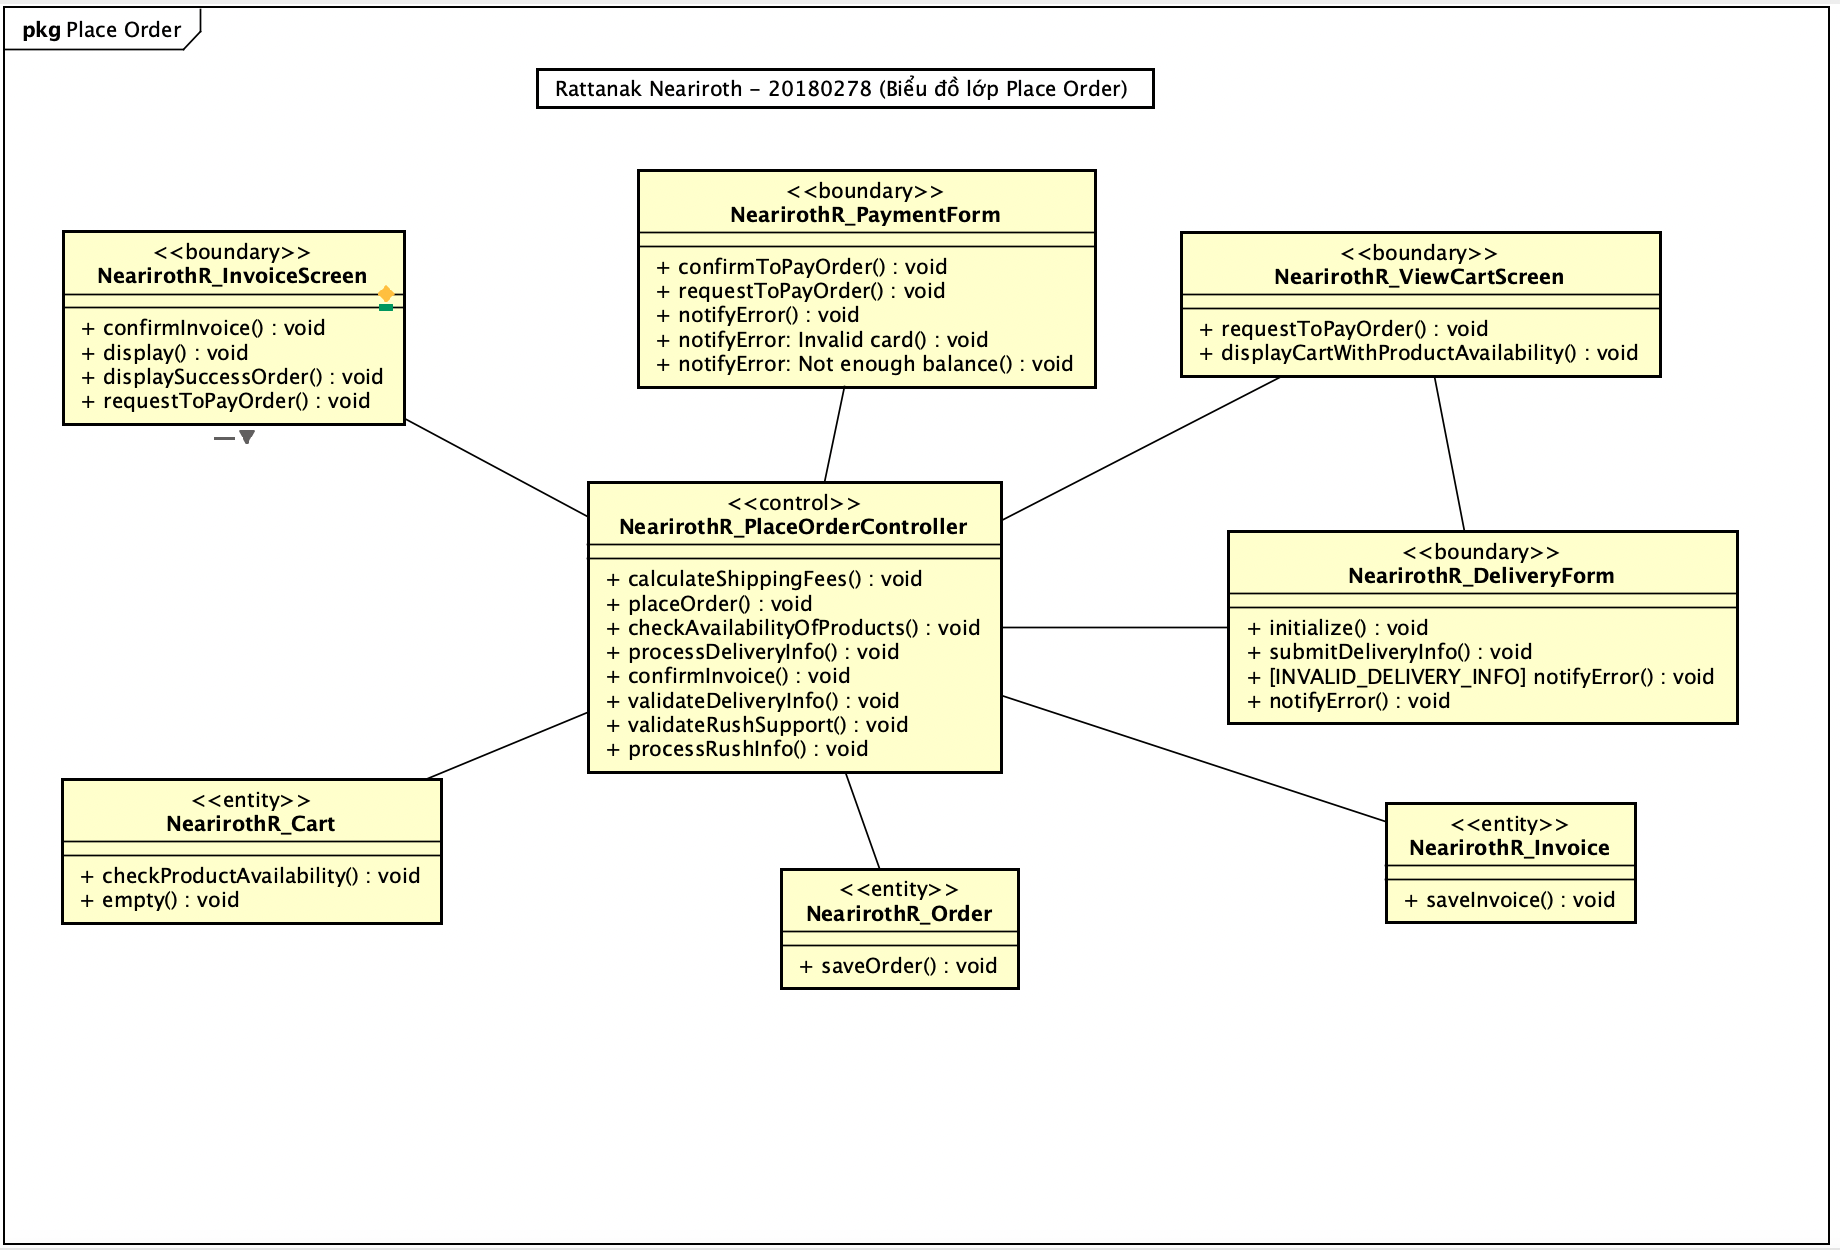 pkg Place Order
Rattanak Neariroth - 20180278 (Biểu đồ lớp Place Order)
<<boundary>>
NearirothR_InvoiceScreen
+ confirmInvoice() : void
+ display() : void
+ displaySuccessOrder() : void
+ requestToPayOrder() : void
<<boundary>>
NearirothR_PaymentForm
+ confirmToPayOrder() : void
+ requestToPayOrder() : void
+ notifyError() : void
+ notifyError: Invalid card() : void
+ notifyError: Not enough balance() : void
<<boundary>>
NearirothR_ViewCartScreen
+ requestToPayOrder() : void
+ displayCartWithProductAvailability() : void
<<control>>
NearirothR_PlaceOrderController
+ calculateShippingFees() : void
+ placeOrder() : void
+ checkAvailabilityOfProducts() : void
+ processDeliveryInfo() : void
+ confirmInvoice() : void
+ validateDeliveryInfo() : void
+ validateRushSupport() : void
+ processRushInfo() : void
<<boundary>>
NearirothR_DeliveryForm
+ initialize() : void
+ submitDeliveryInfo() : void
+ [INVALID_DELIVERY_INFO] notifyError() : void
+ notifyError() : void
<<entity>>
NearirothR_Cart
+ checkProductAvailability() : void
+ empty() : void
<<entity>>
NearirothR_Order
+ saveOrder() : void
<<entity>>
NearirothR_Invoice
+ saveInvoice() : void